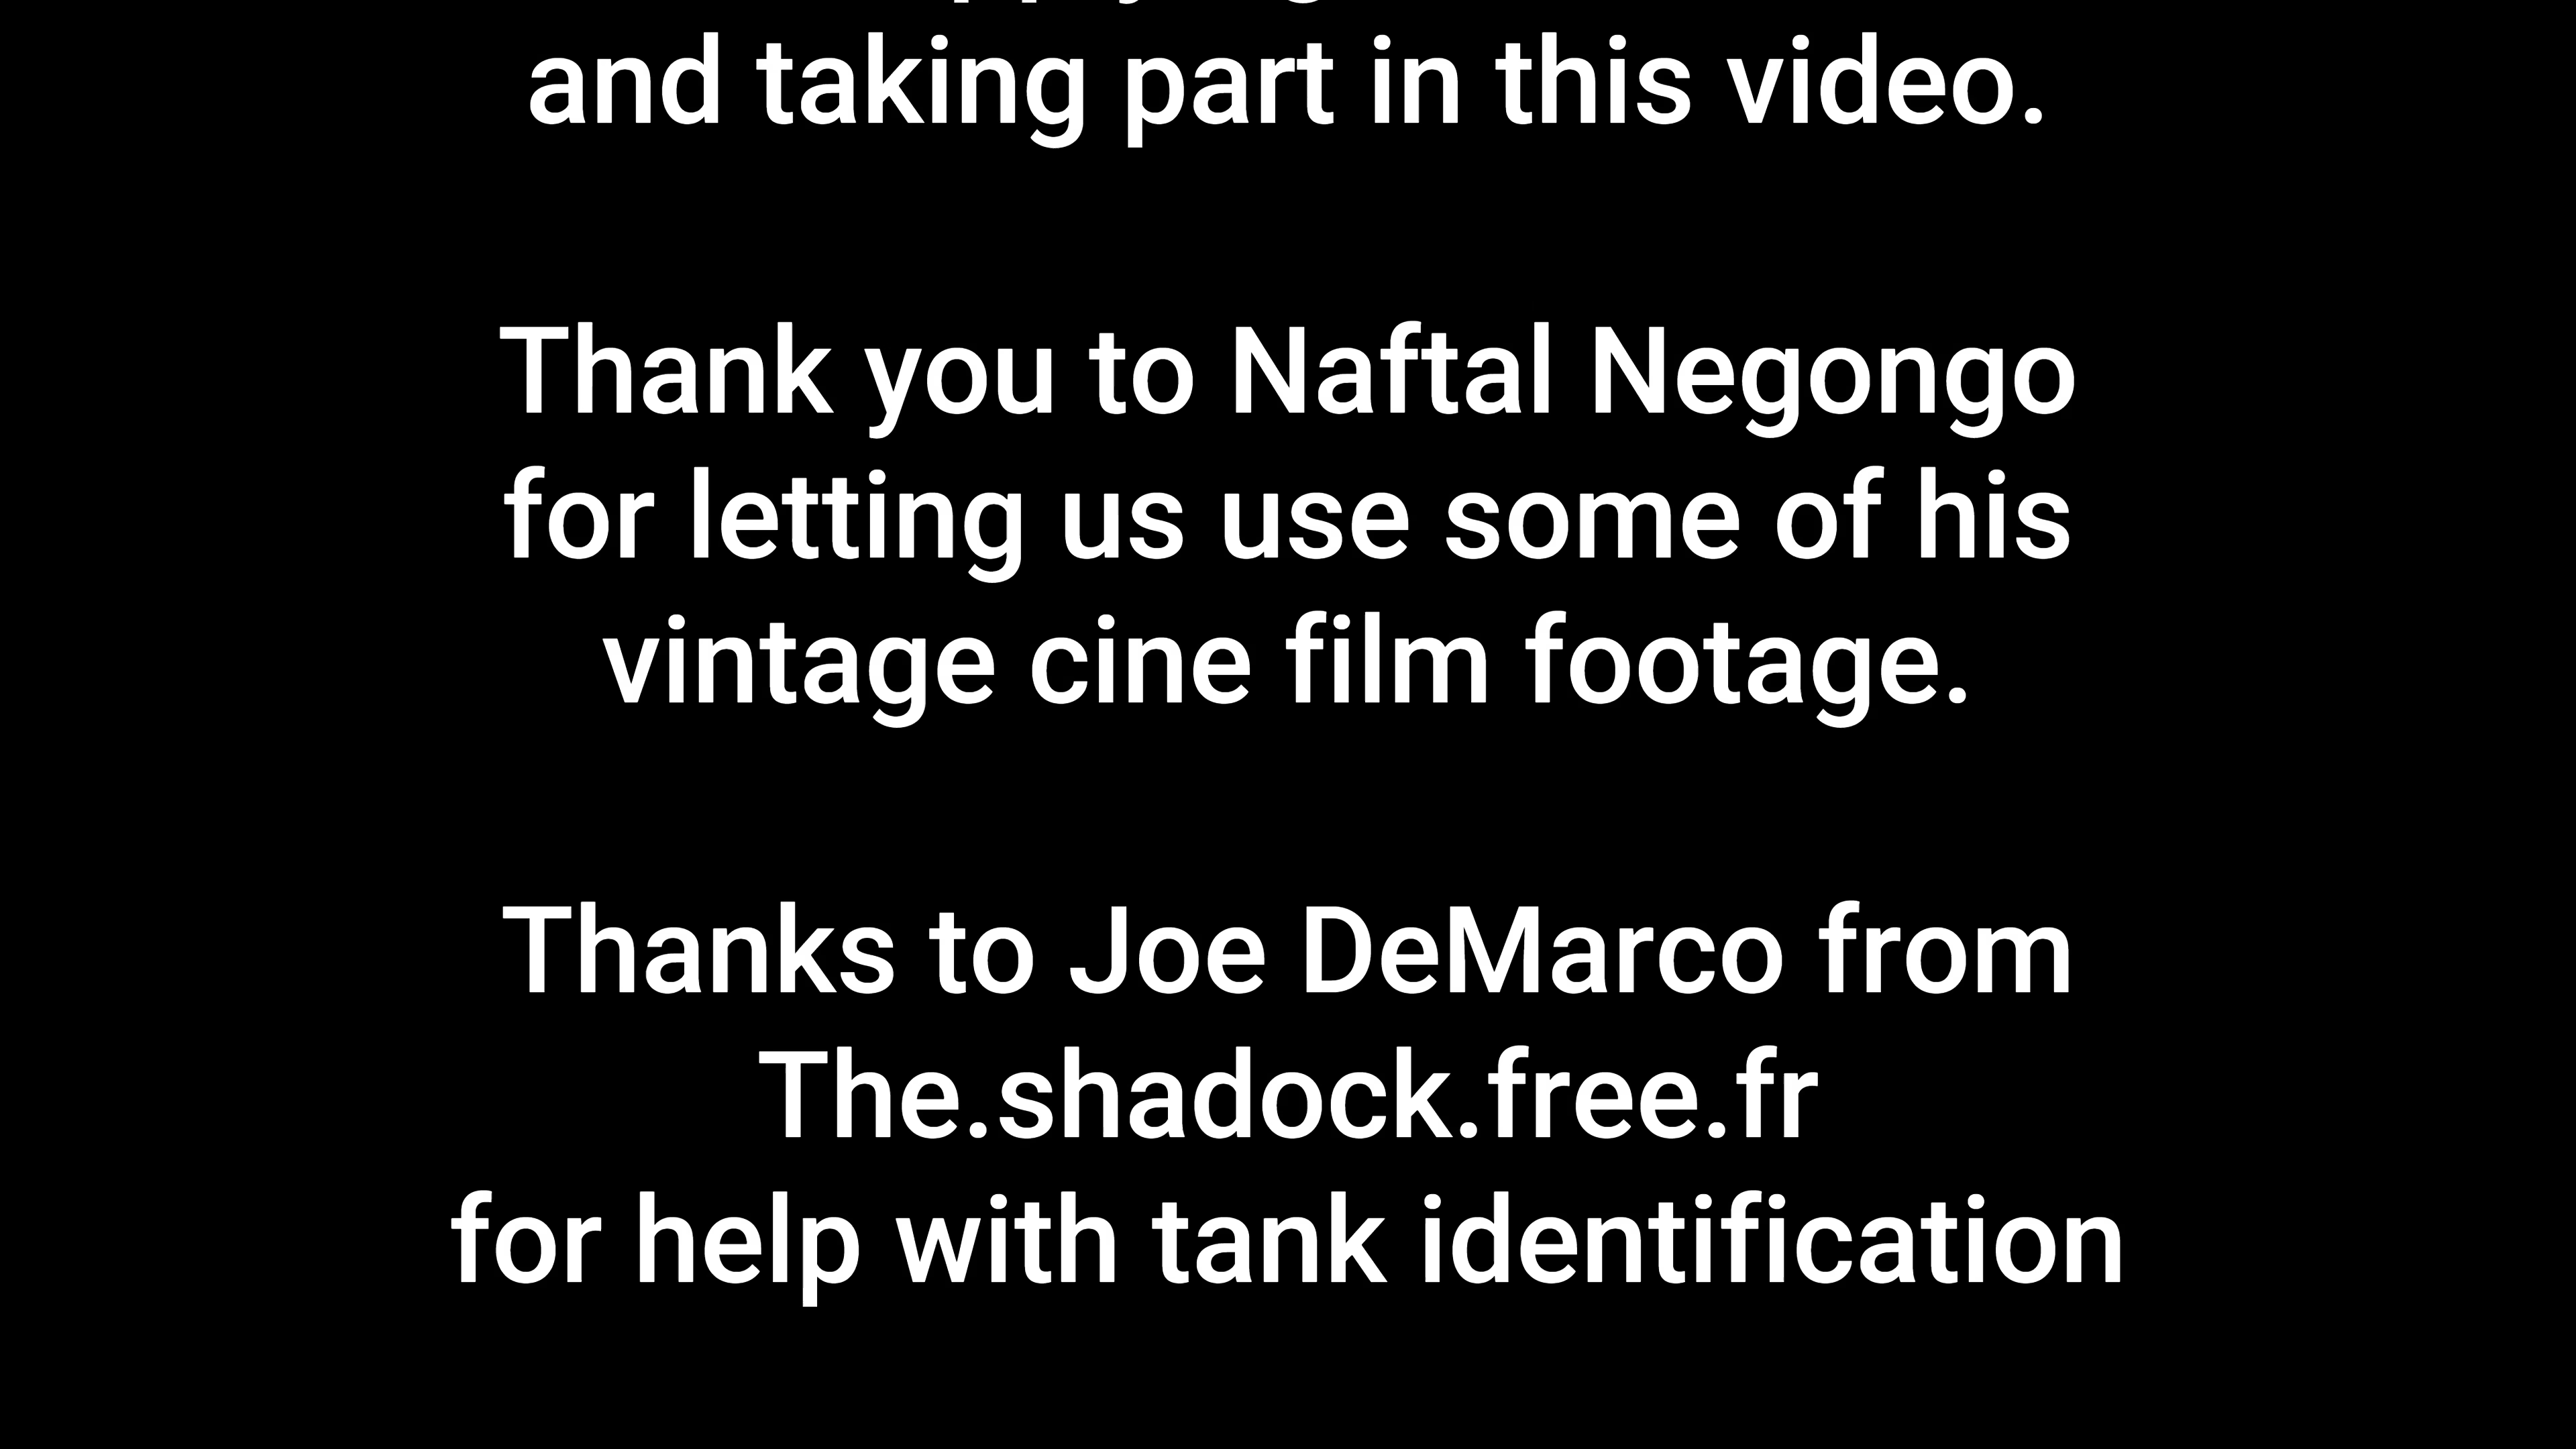 and taking part in this video.
Thank you to Naftal Negongo
for letting us use some of his
vintage cine film footage.
Thanks to Joe DeMarco from
The.shadock.free.fr
for help with tank identification